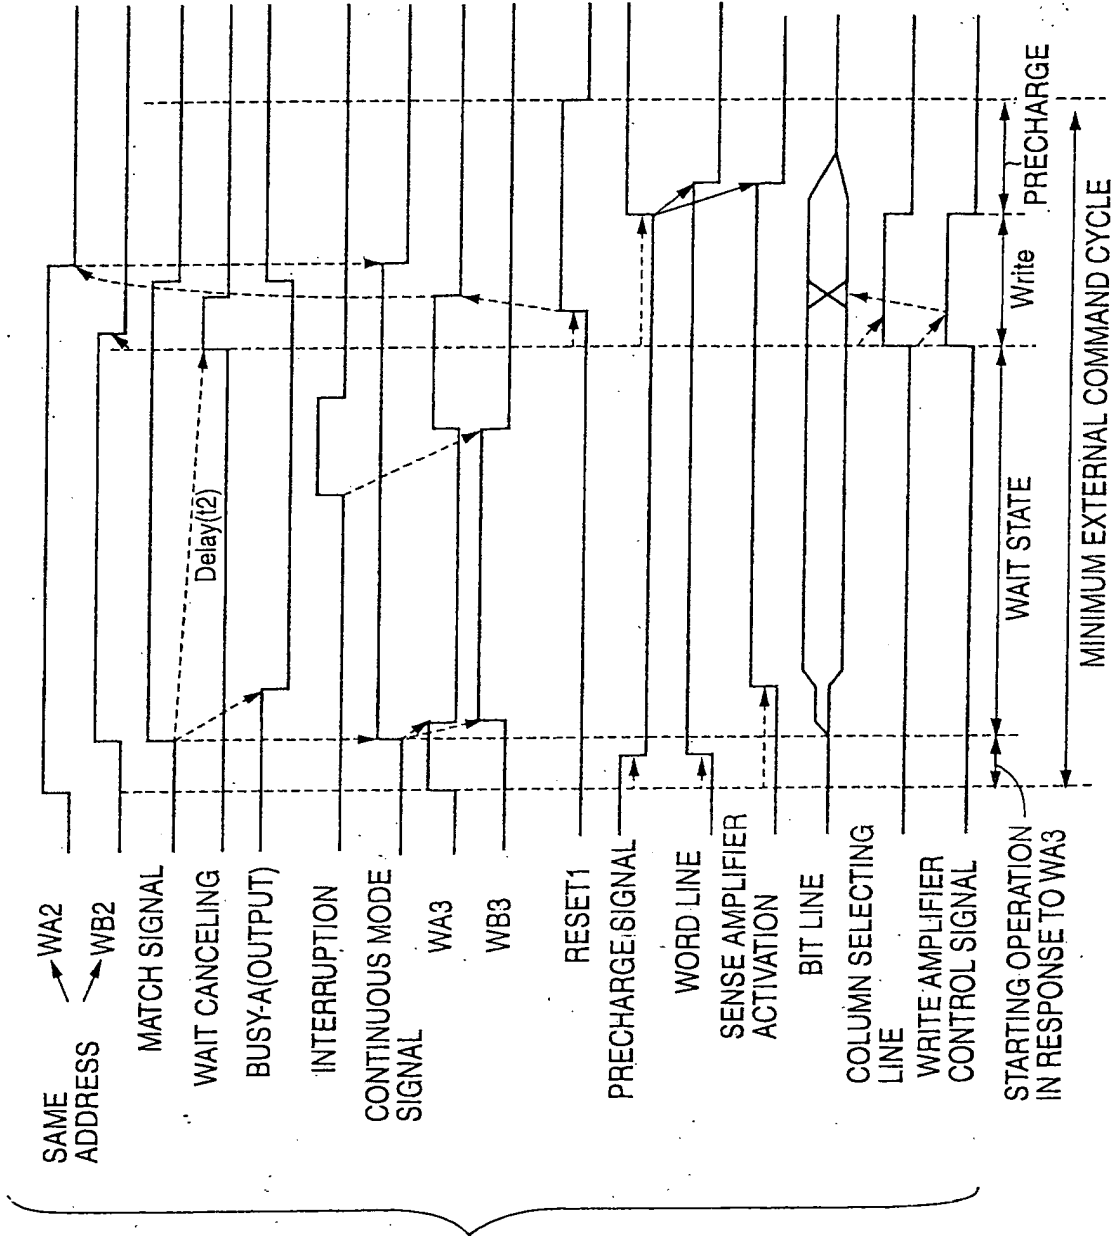 SAME
ADDRESS
WA2
WB2
MATCH SIGNAL
WAIT CANCELING
Delay(t2)
BUSY-A(OUTPUT)
INTERRUPTION
CONTINUOUS MODE
SIGNAL
WA3
WB3
RESET1
PRECHARGE SIGNAL
WORD LINE
SENSE AMPLIFIER
ACTIVATION
BIT LINE
COLUMN SELECTING
LINE
WRITE AMPLIFIER
CONTROL SIGNAL
STARTING OPERATION
IN RESPONSE TO WA3
WAIT STATE
Write
PRECHARGE
MINIMUM EXTERNAL COMMAND CYCLE